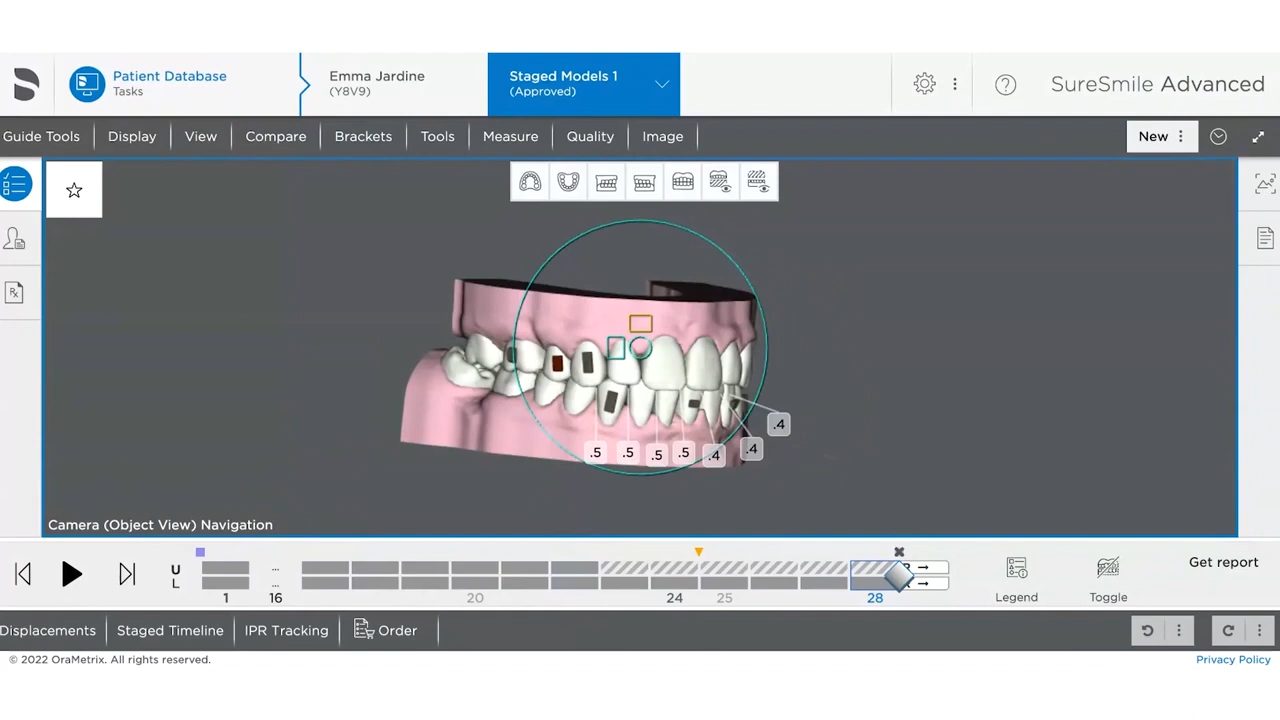 Patient Database
Tasks
Emma Jardine
(Y8V9)
Staged Models 1
(Approved)
SureSmile Advanced
Guide Tools
Display
View
Compare
Brackets
Tools
Measure
Quality
Image
New
.4
.5
.5
.5
.5
.4
.4
Camera (Object View) Navigation
U
L
...
...
1
16
20
24
25
28
Legend
Toggle
Get report
Displacements
Staged Timeline
IPR Tracking
Order
© 2022 OraMetrix. All rights reserved.
Privacy Policy